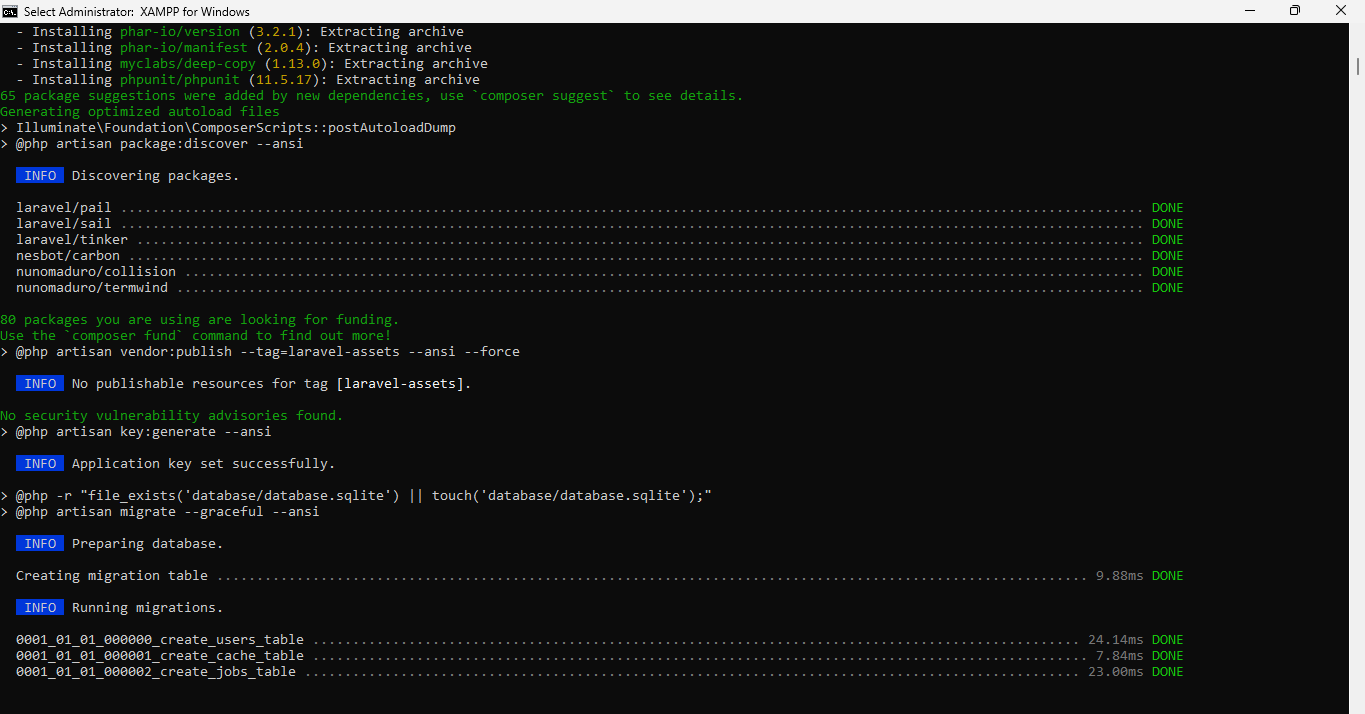 Select Administrator: XAMPP for Windows
- Installing phar-io/version (3.2.1): Extracting archive
- Installing phar-io/manifest (2.0.4): Extracting archive
- Installing myclabs/deep-copy (1.13.0): Extracting archive
- Installing phpunit/phpunit (11.5.17): Extracting archive
65 package suggestions were added by new dependencies, use `composer suggest` to see details.
Generating optimized autoload files
> Illuminate\Foundation\ComposerScripts::postAutoloadDump
> @php artisan package:discover --ansi
INFO Discovering packages.
laravel/pail ................................................................................................................................ DONE
laravel/sail ................................................................................................................................ DONE
laravel/tinker .............................................................................................................................. DONE
nesbot/carbon ............................................................................................................................... DONE
nunomaduro/collision ........................................................................................................................ DONE
nunomaduro/termwind ......................................................................................................................... DONE
80 packages you are using are looking for funding.
Use the `composer fund` command to find out more!
> @php artisan vendor:publish --tag=laravel-assets --ansi --force
INFO No publishable resources for tag [laravel-assets].
No security vulnerability advisories found.
> @php artisan key:generate --ansi
INFO Application key set successfully.
> @php -r "file_exists('database/database.sqlite') || touch('database/database.sqlite');"
> @php artisan migrate --graceful --ansi
INFO Preparing database.
Creating migration table ............................................................................................................. 9.88ms DONE
INFO Running migrations.
0001_01_01_000000_create_users_table ................................................................................................ 24.14ms DONE
0001_01_01_000001_create_cache_table ................................................................................................. 7.84ms DONE
0001_01_01_000002_create_jobs_table ................................................................................................. 23.00ms DONE